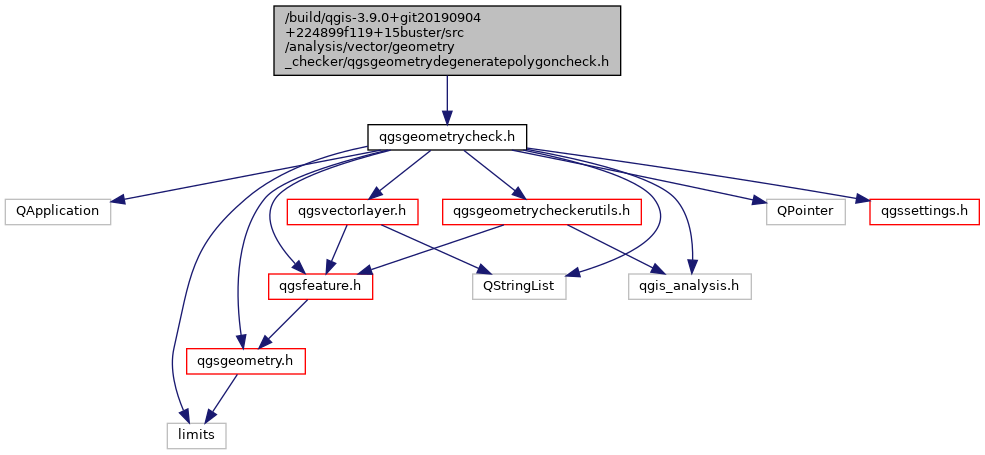 /build/qgis-3.9.0+git20190904
+224899f119+15buster/src
/analysis/vector/geometry
_checker/qgsgeometrydegeneratepolygoncheck.h
qgsgeometrycheck.h
QApplication
qgsvectorlayer.h
qgsgeometrycheckerutils.h
QPointer
qgssettings.h
qgsfeature.h
QStringList
qgis_analysis.h
qgsgeometry.h
limits